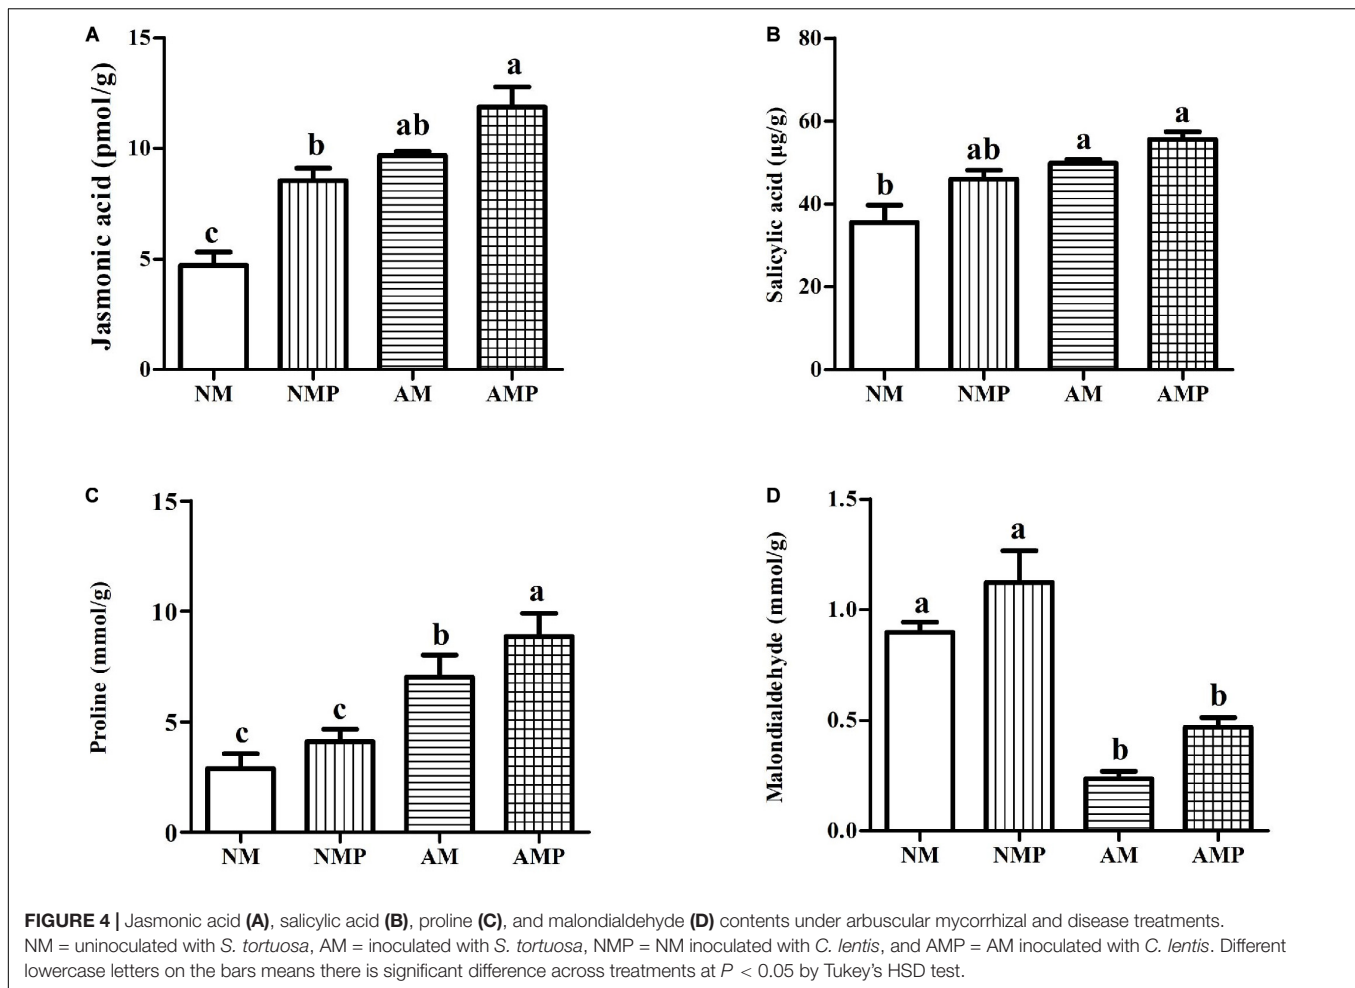 A
15
10
5
0
Jasmonic acid (pmol/g)
c
b
ab
a
NM NMP AM AMP
B
80
60
40
20
0
Salicylic acid (µg/g)
b
ab
a
a
NM NMP AM AMP
C
15
10
5
0
Proline (mmol/g)
c
c
b
a
NM NMP AM AMP
D
1.5
1.0
0.5
0.0
Malondialdehyde (mmol/g)
a
a
b
b
NM NMP AM AMP
FIGURE 4 | Jasmonic acid (A), salicylic acid (B), proline (C), and malondialdehyde (D) contents under arbuscular mycorrhizal and disease treatments.
NM = uninoculated with S. tortuosa, AM = inoculated with S. tortuosa, NMP = NM inoculated with C. lentis, and AMP = AM inoculated with C. lentis. Different
lowercase letters on the bars means there is significant difference across treatments at P < 0.05 by Tukey's HSD test.